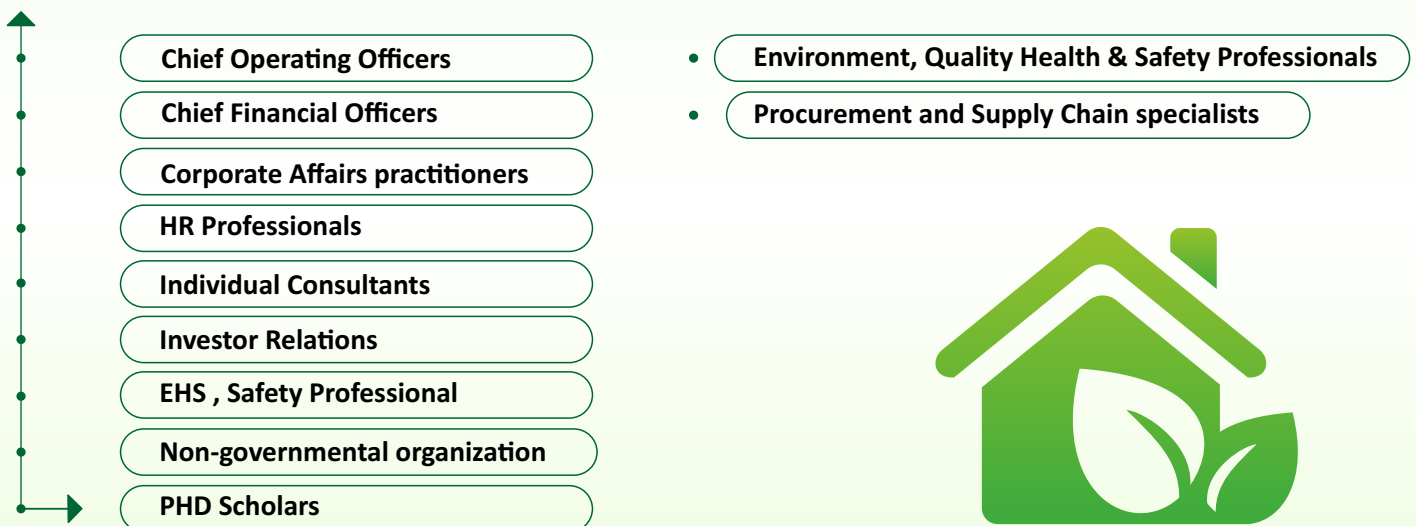 Chief Operating Officers
Chief Financial Officers
Corporate Affairs practitioners
HR Professionals
Individual Consultants
Investor Relations
EHS , Safety Professional
Non-governmental organization
PHD Scholars
Environment, Quality Health & Safety Professionals
Procurement and Supply Chain specialists